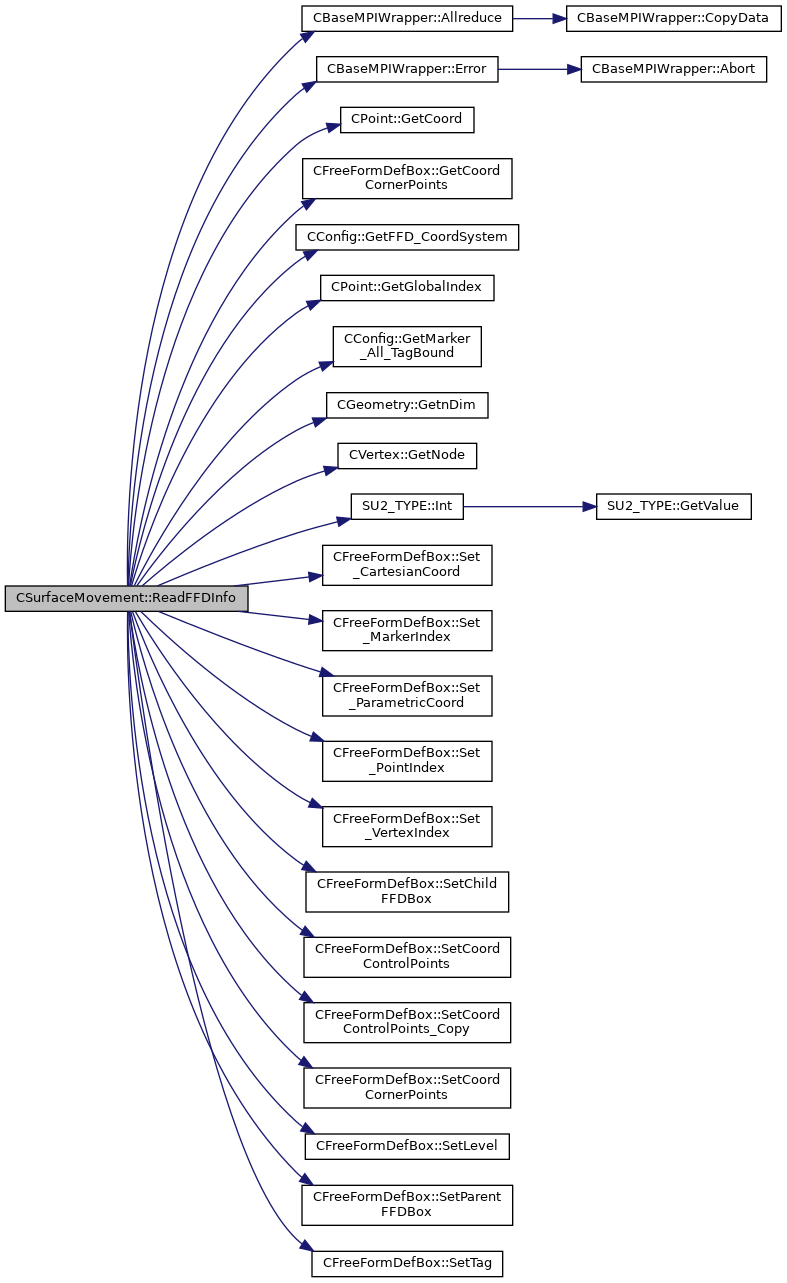 CBaseMPIWrapper::Allreduce
CBaseMPIWrapper::CopyData
CBaseMPIWrapper::Error
CBaseMPIWrapper::Abort
CPoint::GetCoord
CFreeFormDefBox::GetCoord
CornerPoints
CConfig::GetFFD_CoordSystem
CPoint::GetGlobalIndex
CConfig::GetMarker
_All_TagBound
CGeometry::GetnDim
CVertex::GetNode
SU2_TYPE::Int
SU2_TYPE::GetValue
CFreeFormDefBox::Set
_CartesianCoord
CSurfaceMovement::ReadFFDInfo
CFreeFormDefBox::Set
_MarkerIndex
CFreeFormDefBox::Set
_ParametricCoord
CFreeFormDefBox::Set
_PointIndex
CFreeFormDefBox::Set
_VertexIndex
CFreeFormDefBox::SetChild
FFDBox
CFreeFormDefBox::SetCoord
ControlPoints
CFreeFormDefBox::SetCoord
ControlPoints_Copy
CFreeFormDefBox::SetCoord
CornerPoints
CFreeFormDefBox::SetLevel
CFreeFormDefBox::SetParent
FFDBox
CFreeFormDefBox::SetTag